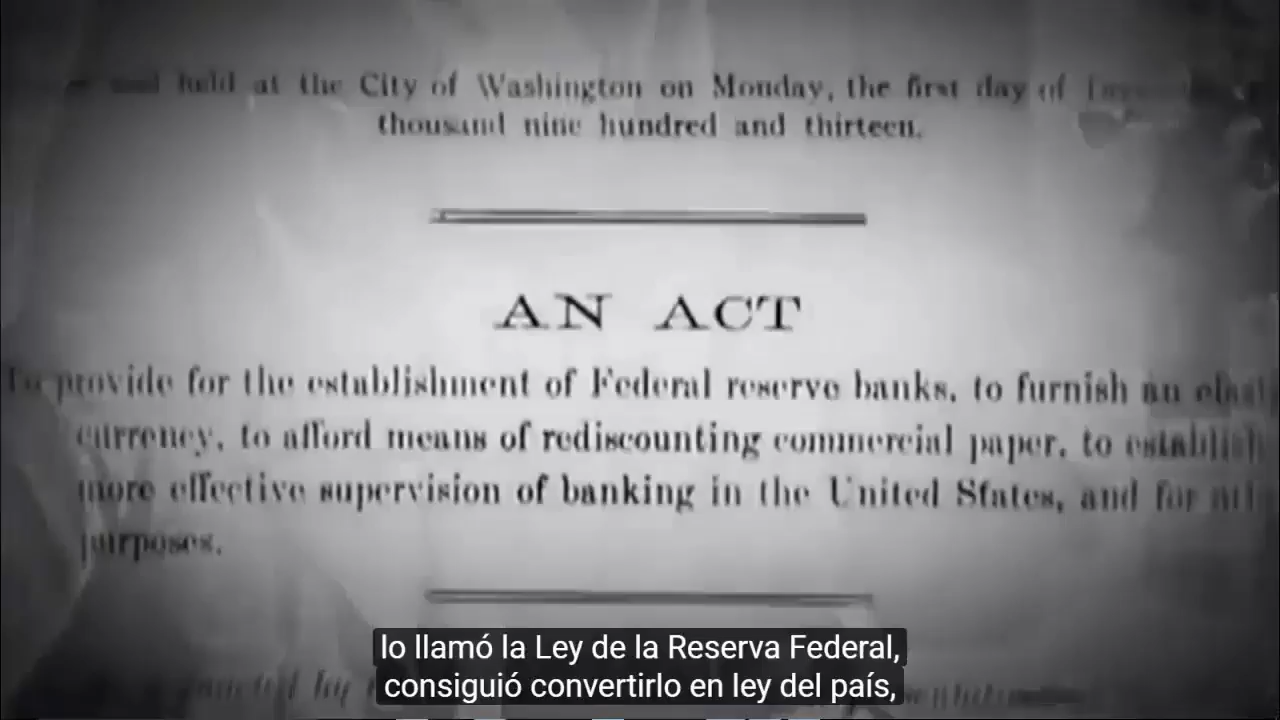 and held at the City of Washington on Monday, the first day of
thousand nine hundred and thirteen.
AN ACT
To provide for the establishment of Federal reserve banks, to furnish an
currency, to afford means of rediscounting commercial paper, to establish
more effective supervision of banking in the United States, and for
purposes.
lo llamó la Ley de la Reserva Federal,
consiguió convertirlo en ley del país,